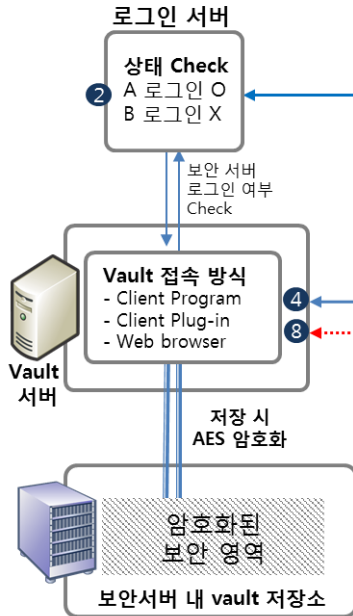 로그인 서버
상태 Check
2
A 로그인 O
B 로그인 X
보안 서버
로그인 여부
Check
Vault 접속 방식
- Client Program
- Client Plug-in
- Web browser
4
8
Vault
서버
저장 시
AES 암호화
암호화된
보안 영역
보안서버 내 vault 저장소